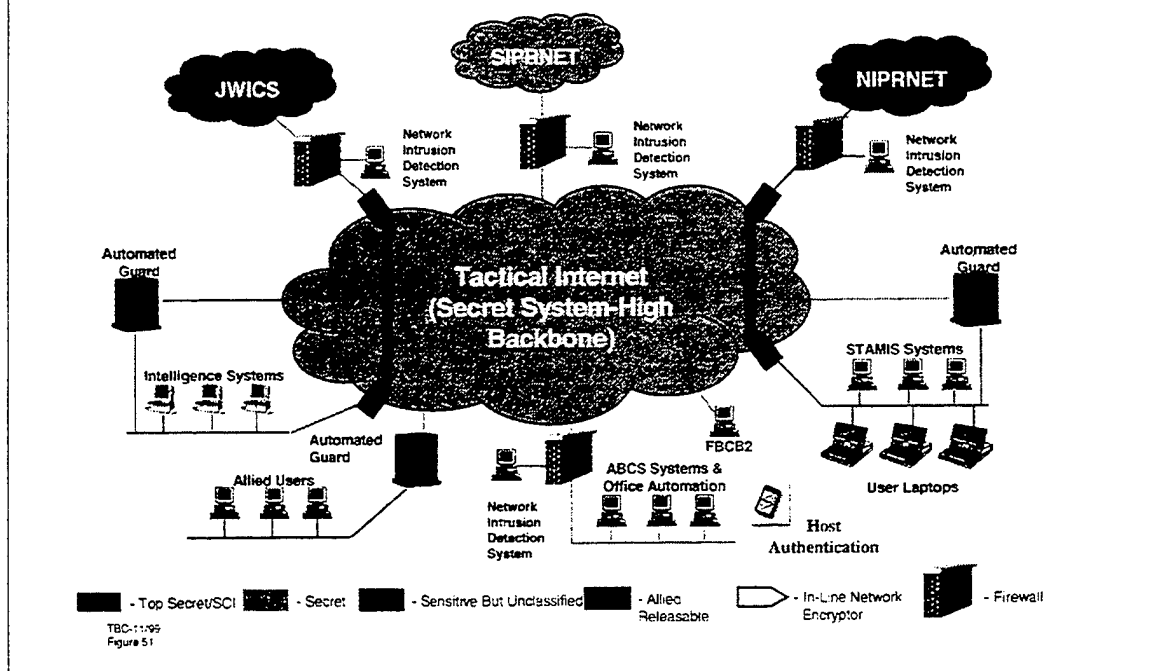 SIPRNET
JWICS
NIPRNET
Network
Intrusion
Detection
System
Network
Intrusion
Detection
System
Network
Intrusion
Detection
System
Automated
Guard
Automated
Guard
Tactical Internet
(Secret System-High
Backbone)
STAMIS Systems
Intelligence Systems
Automated
Guard
FBCB2
ABCS Systems &
Office Automation
Allied Users
User Laptops
Network
Intrusion
Detection
System
Host
Authentication
- Top Secret/SCI
- Secret
- Sensitive But Unclassified
- Allied
Releasable
- In-Line Network
Encryptor
- Firewall
TBC-11/99
Figure 51